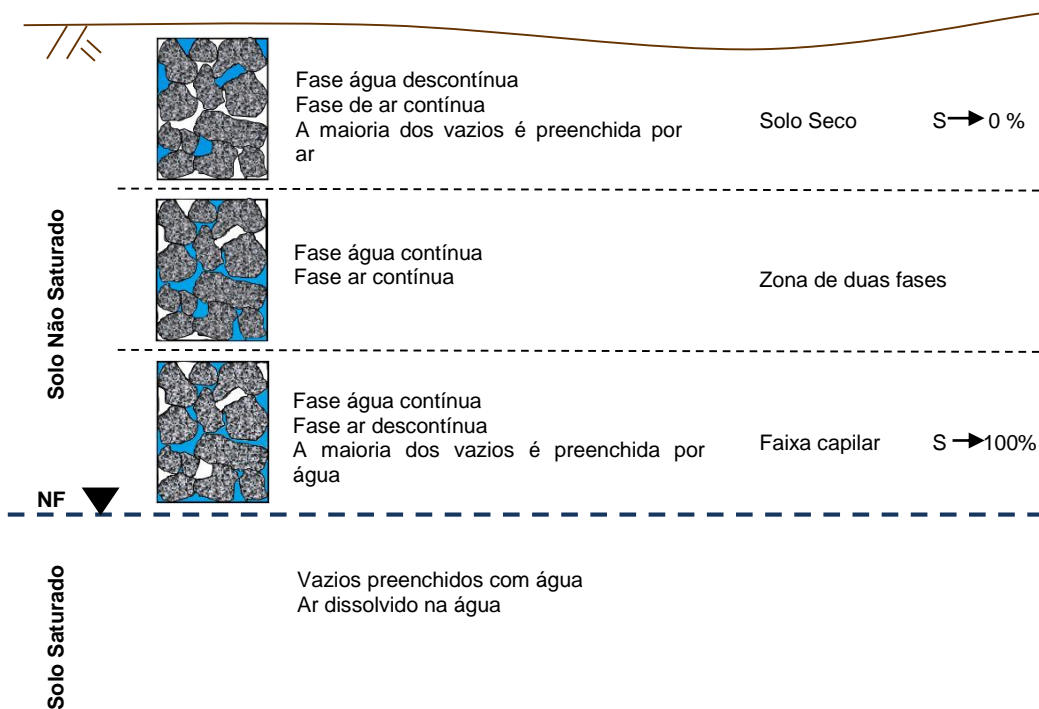 Fase água descontínua
Fase de ar contínua
A maioria dos vazios é preenchida por
ar
Solo Seco
S 0 %
Solo Não Saturado
Fase água contínua
Fase ar contínua
Zona de duas fases
Fase água contínua
Fase ar descontínua
A maioria dos vazios é preenchida por
água
Faixa capilar
S 100%
NF
Solo Saturado
Vazios preenchidos com água
Ar dissolvido na água